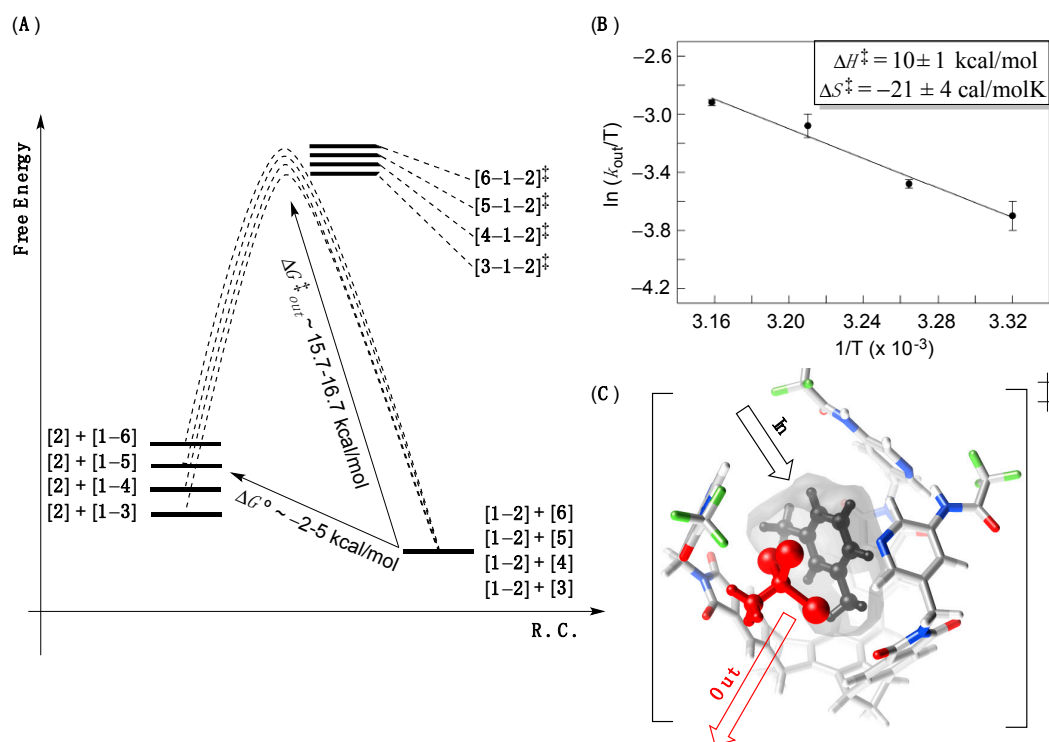 (A)
Free Energy
[6–1–2]‡
[5–1–2]‡
[4–1–2]‡
[3–1–2]‡
ΔG‡out ~ 15.7-16.7 kcal/mol
[2] + [1–6]
[2] + [1–5]
[2] + [1–4]
[2] + [1–3]
ΔG° ~ –2-5 kcal/mol
[1–2] + [6]
[1–2] + [5]
[1–2] + [4]
[1–2] + [3]
R.C.
(B)
ΔH‡ = 10 ± 1 kcal/mol
ΔS‡ = –21 ± 4 cal/molK
ln (kout/T)
–2.6
–3.0
–3.4
–3.8
–4.2
3.16 3.20 3.24 3.28 3.32
1/T (x 10⁻³)
(C)
‡
In
Out